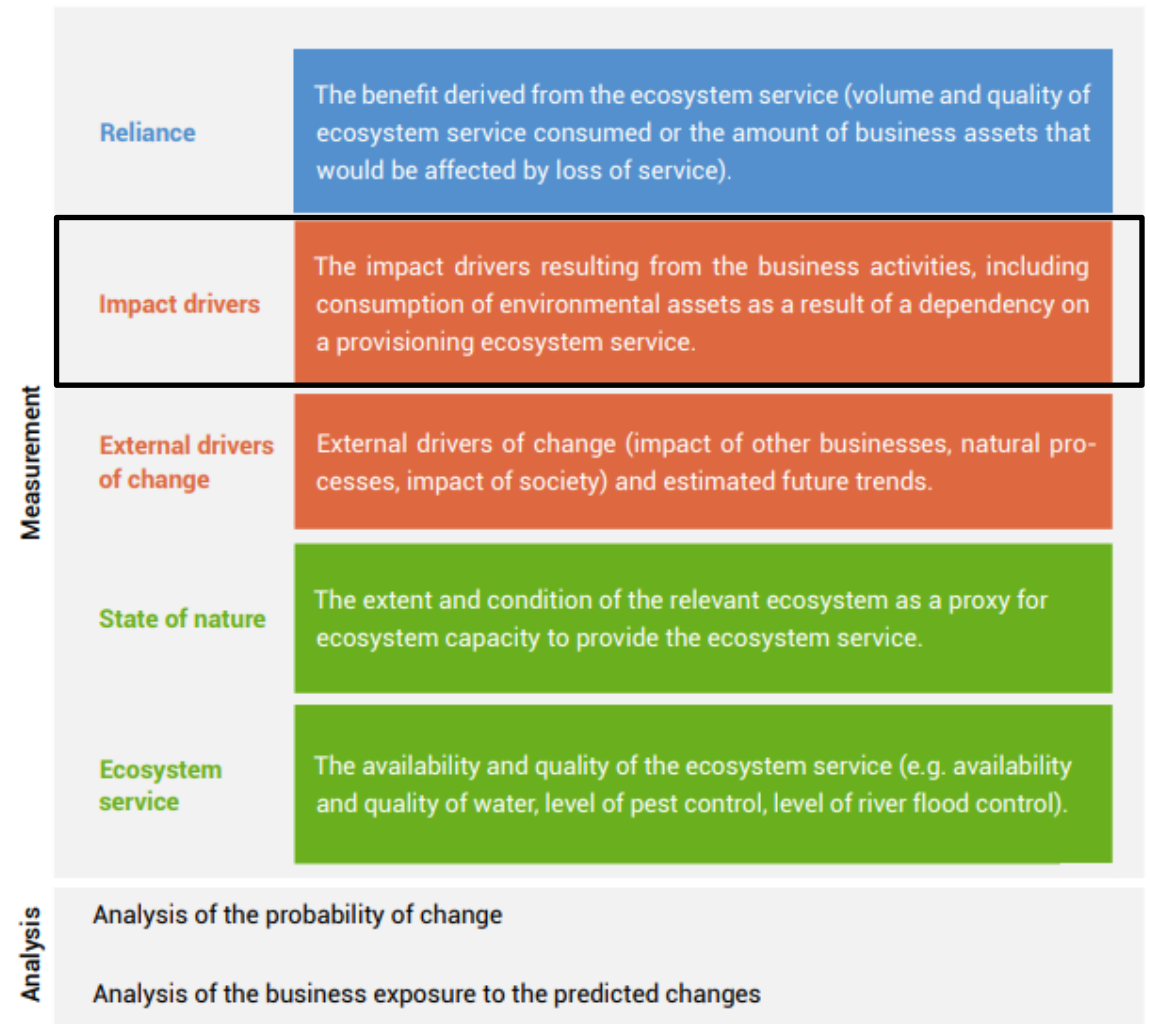 Measurement
Reliance
The benefit derived from the ecosystem service (volume and quality of
ecosystem service consumed or the amount of business assets that
would be affected by loss of service).
Impact drivers
The impact drivers resulting from the business activities, including
consumption of environmental assets as a result of a dependency on
a provisioning ecosystem service.
External drivers
of change
External drivers of change (impact of other businesses, natural pro-
cesses, impact of society) and estimated future trends.
State of nature
The extent and condition of the relevant ecosystem as a proxy for
ecosystem capacity to provide the ecosystem service.
Ecosystem
service
The availability and quality of the ecosystem service (e.g. availability
and quality of water, level of pest control, level of river flood control).
Analysis
Analysis of the probability of change
Analysis of the business exposure to the predicted changes